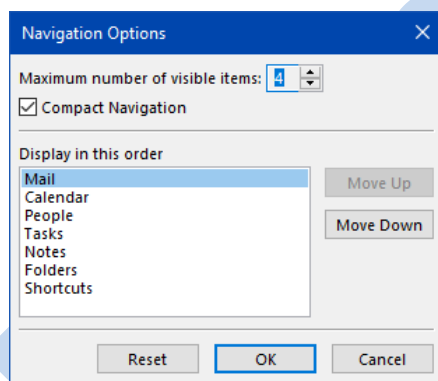 Navigation Options
Maximum number of visible items: 4
Compact Navigation
Display in this order
Mail
Calendar
People
Tasks
Notes
Folders
Shortcuts
Move Up
Move Down
Reset OK Cancel